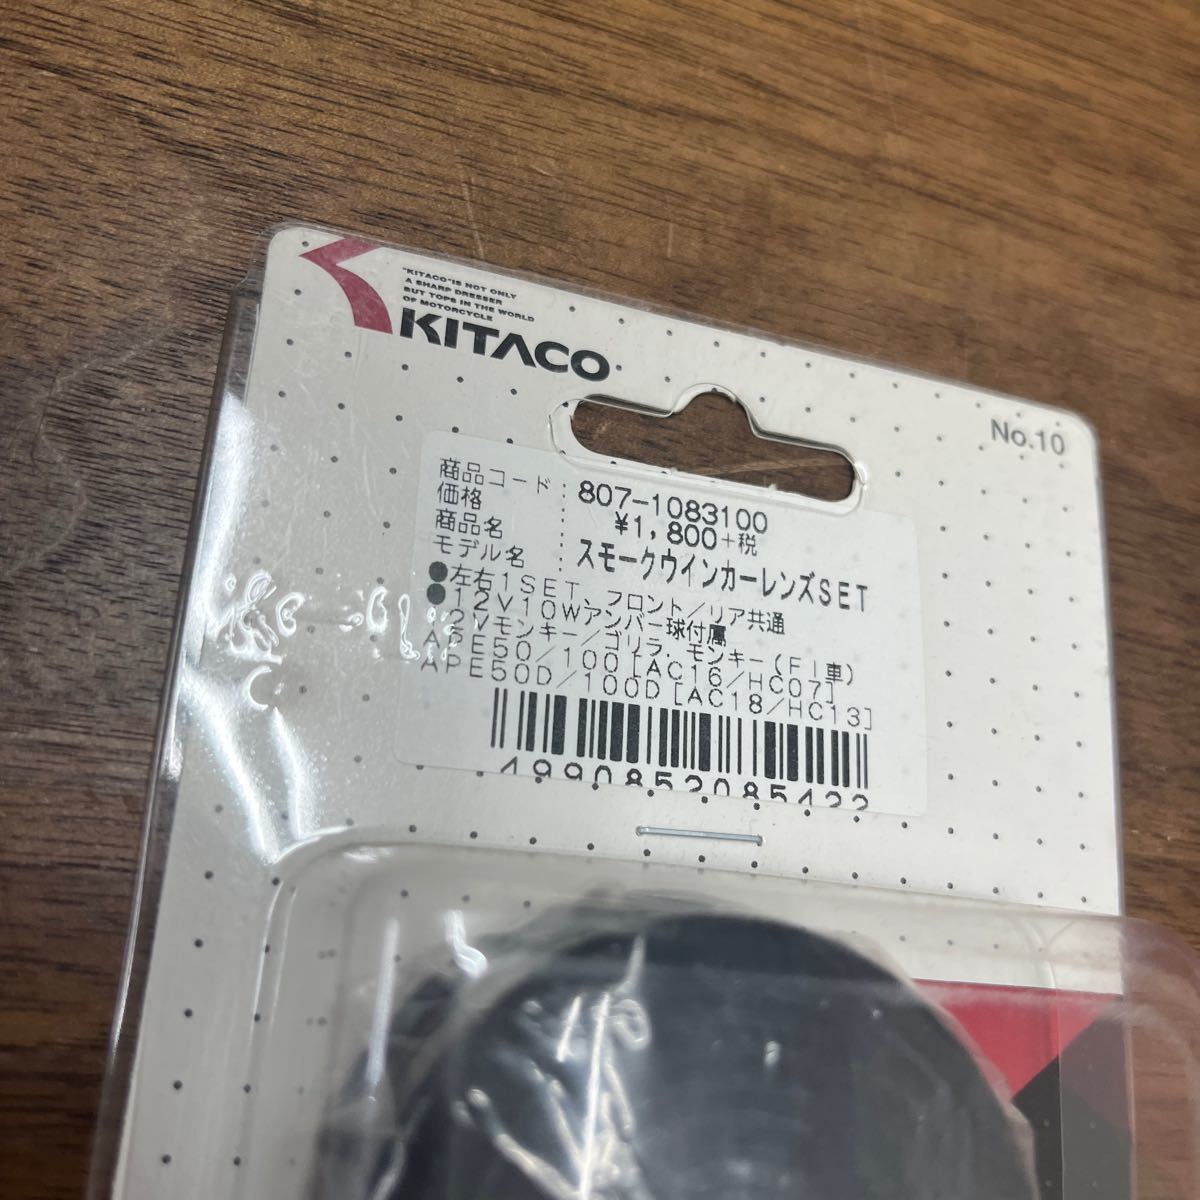 "KITACO"IS NOT ONLY
A SHARP DRESSER
BUT TOPS IN THE WORLD
OF MOTORCYCLE
KITACO
No.10
商品コード : 807-1083100
価格 ¥1,800+税
商品名 : スモークウインカーレンズSET
モデル名 :
●左右1SET、フロント/リア共通
●12V10Wアンバー球付属
12Vモンキー/ゴリラ、モンキー(FI車)
APE50/100[AC16/HC07]
APE50D/100D[AC18/HC13]
4990852085422